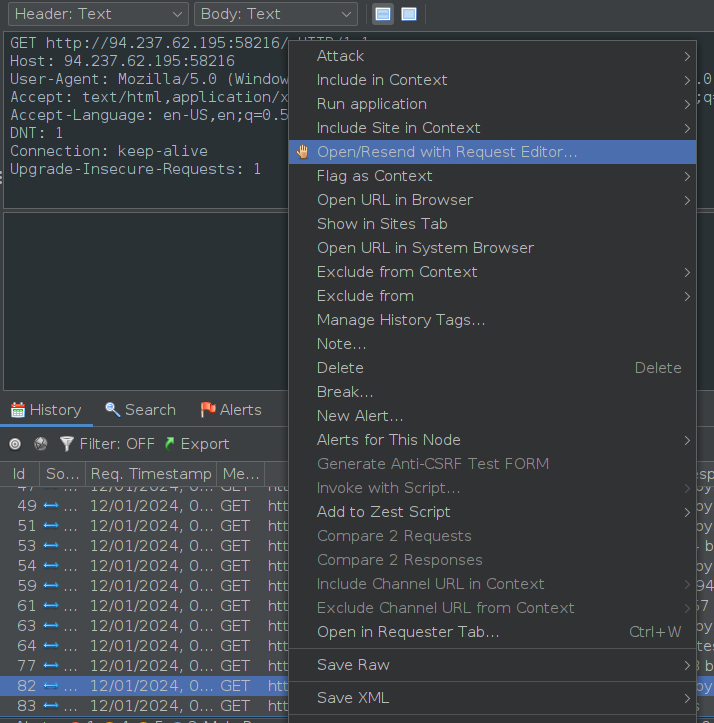 Header: Text Body: Text
GET http://94.237.62.195:58216/ HTTP/1.1
Host: 94.237.62.195:58216
User-Agent: Mozilla/5.0 (Window
Accept: text/html,application/x
Accept-Language: en-US,en;q=0.5
DNT: 1
Connection: keep-alive
Upgrade-Insecure-Requests: 1
Attack
Include in Context
Run application
Include Site in Context
Open/Resend with Request Editor...
Flag as Context
Open URL in Browser
Show in Sites Tab
Open URL in System Browser
Exclude from Context
Exclude from
Manage History Tags...
Note...
Delete Delete
Break...
New Alert...
Alerts for This Node
Generate Anti-CSRF Test FORM
Invoke with Script...
Add to Zest Script
Compare 2 Requests
Compare 2 Responses
Include Channel URL in Context
Exclude Channel URL from Context
Open in Requester Tab... Ctrl+W
Save Raw
Save XML
History Search Alerts
Filter: OFF Export
Id So... Req. Timestamp Me...
49 ... 12/01/2024, 0... GET htt
51 ... 12/01/2024, 0... GET htt
53 ... 12/01/2024, 0... GET htt
54 ... 12/01/2024, 0... GET htt
59 ... 12/01/2024, 0... GET htt
61 ... 12/01/2024, 0... GET htt
63 ... 12/01/2024, 0... GET htt
64 ... 12/01/2024, 0... GET htt
77 ... 12/01/2024, 0... GET htt
82 ... 12/01/2024, 0... GET htt
83 ... 12/01/2024, 0... GET htt